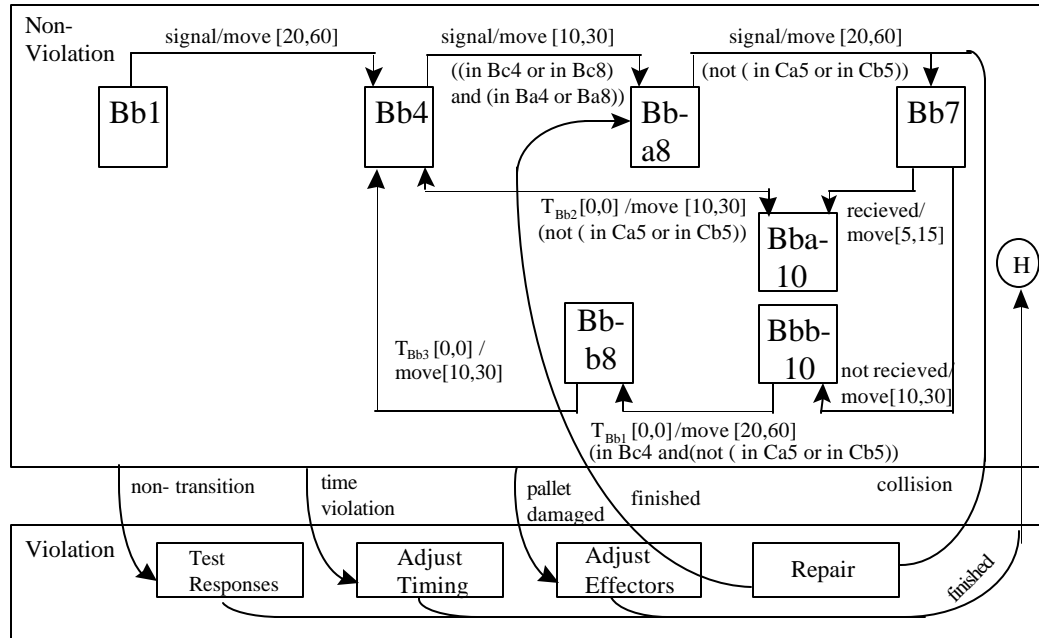 Non-
Violation
signal/move [20,60]
signal/move [10,30]
signal/move [20,60]
((in Bc4 or in Bc8)
and (in Ba4 or Ba8))
(not ( in Ca5 or in Cb5))
Bb1
Bb4
Bb-
a8
Bb7
T_Bb2 [0,0] /move [10,30]
(not ( in Ca5 or in Cb5))
recieved/
move[5,15]
Bba-
10
H
Bb-
b8
Bbb-
10
T_Bb3 [0,0] /
move[10,30]
not recieved/
move[10,30]
T_Bb1 [0,0]/move [20,60]
(in Bc4 and(not ( in Ca5 or in Cb5))
non- transition
time
violation
pallet
damaged
finished
collision
Violation
Test
Responses
Adjust
Timing
Adjust
Effectors
Repair
finished